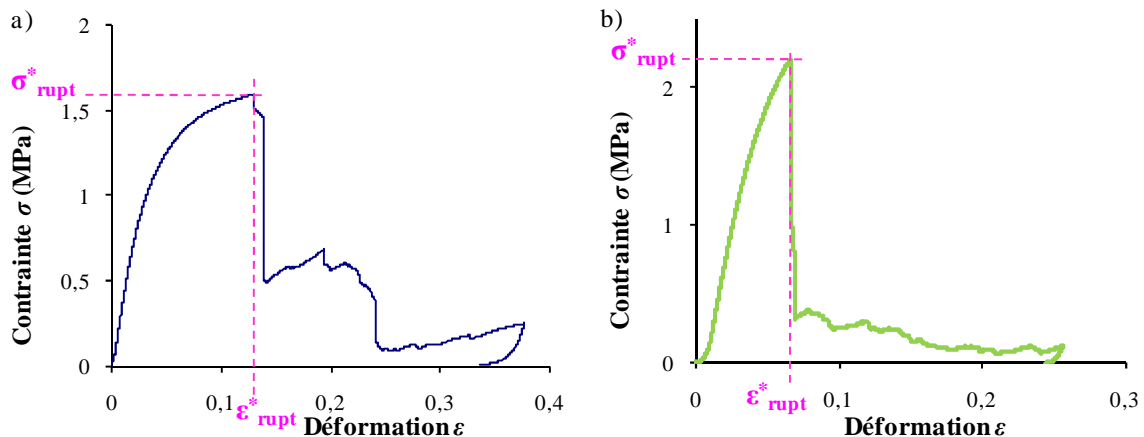 a)
2
1,5
1
0,5
0
σ*rupt
Contrainte σ (MPa)
0
0,1
0,2
0,3
0,4
ε*rupt
Déformation ε
b)
2
1
0
σ*rupt
Contrainte σ (MPa)
0
0,1
0,2
0,3
ε*rupt
Déformation ε